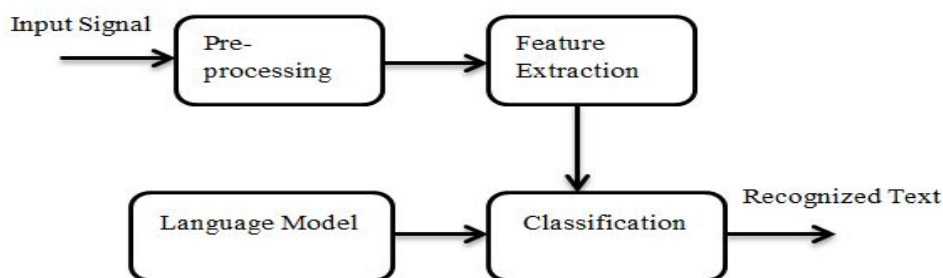 Input Signal
Pre-
processing
Feature
Extraction
Language Model
Classification
Recognized Text